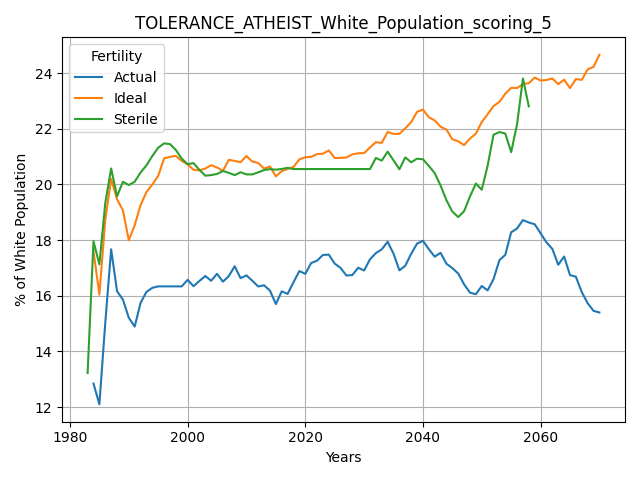 TOLERANCE_ATHEIST_White_Population_scoring_5
Fertility
Actual
Ideal
Sterile
% of White Population
24
22
20
18
16
14
12
1980
2000
2020
2040
2060
Years